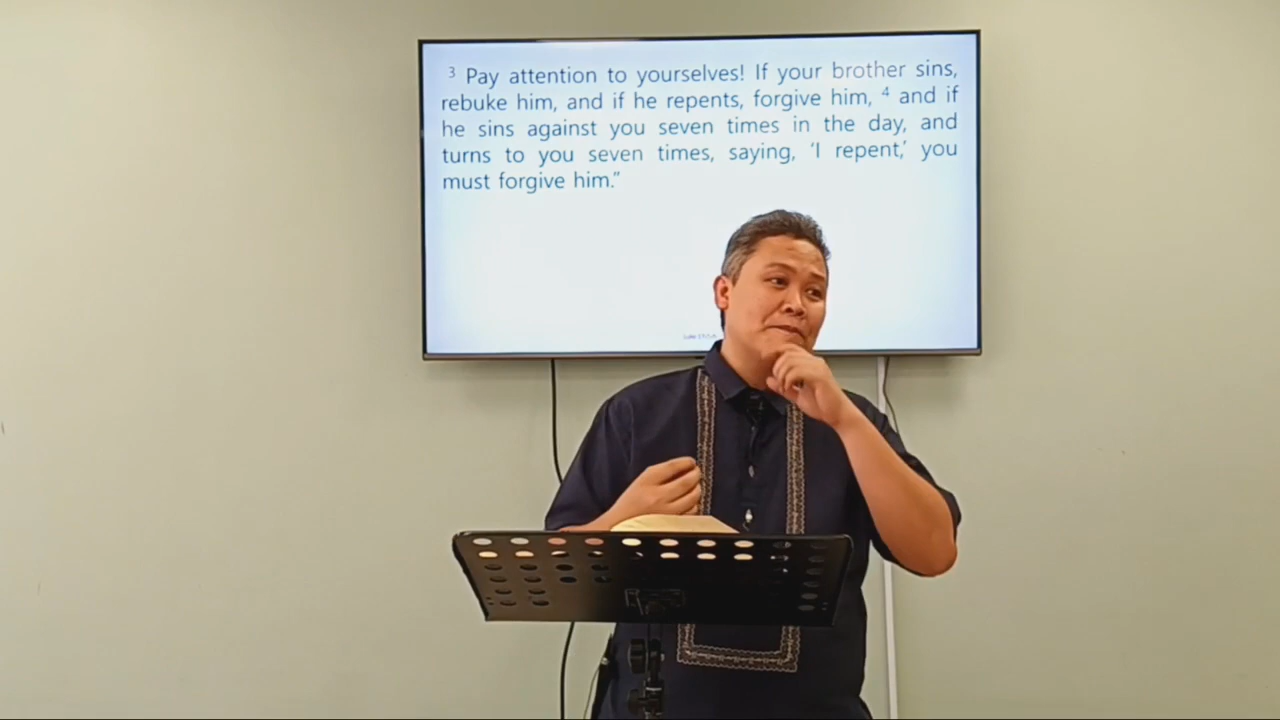 ³ Pay attention to yourselves! If your brother sins,
rebuke him, and if he repents, forgive him, ⁴ and if
he sins against you seven times in the day, and
turns to you seven times, saying, ‘I repent,’ you
must forgive him.”